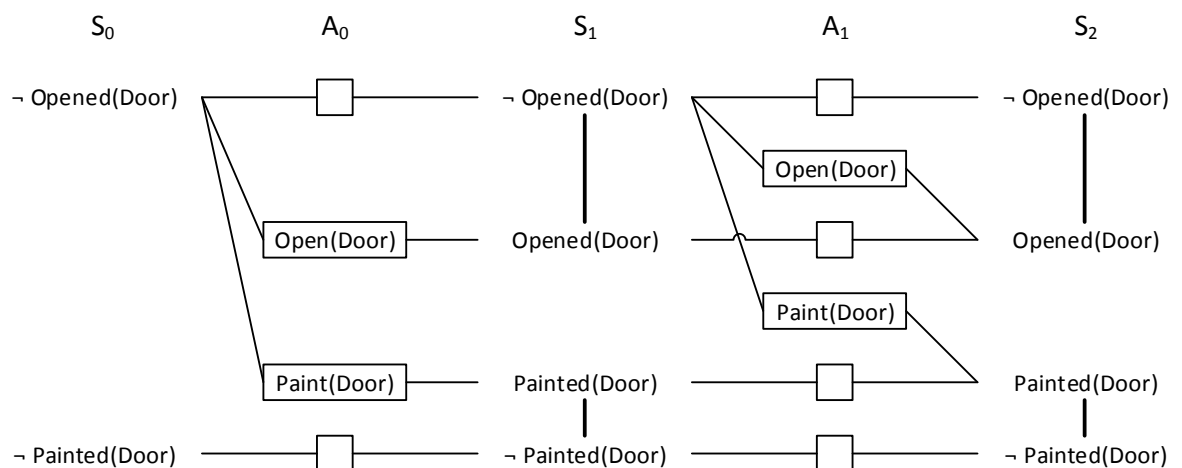 S₀ A₀ S₁ A₁ S₂
¬ Opened(Door) ¬ Opened(Door) ¬ Opened(Door)
Open(Door)
Open(Door) Opened(Door) Opened(Door)
Paint(Door)
Paint(Door) Painted(Door) Painted(Door)
¬ Painted(Door) ¬ Painted(Door) ¬ Painted(Door)